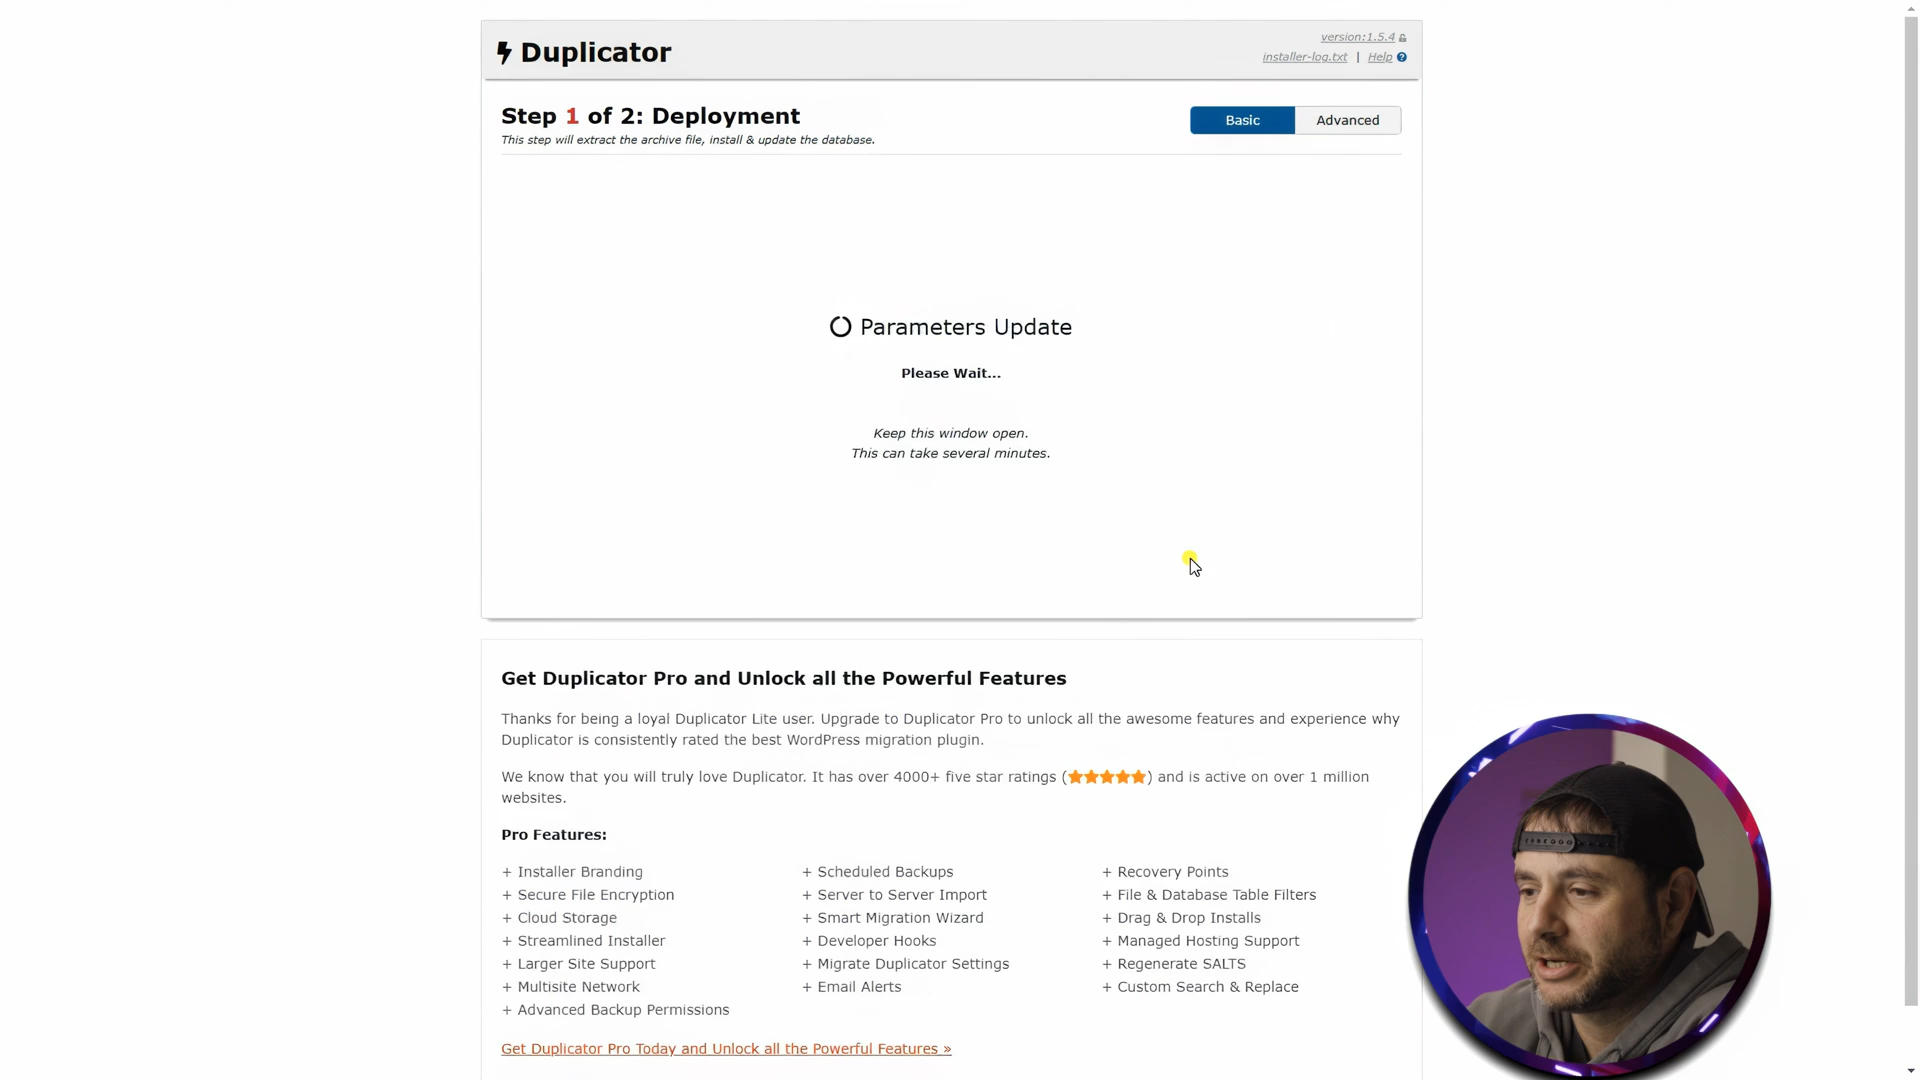 Duplicator
version:1.5.4
installer-log.txt | Help
Step 1 of 2: Deployment
This step will extract the archive file, install & update the database.
Basic
Advanced
Parameters Update
Please Wait...
Keep this window open.
This can take several minutes.
Get Duplicator Pro and Unlock all the Powerful Features
Thanks for being a loyal Duplicator Lite user. Upgrade to Duplicator Pro to unlock all the awesome features and experience why
Duplicator is consistently rated the best WordPress migration plugin.
We know that you will truly love Duplicator. It has over 4000+ five star ratings (★★★★★) and is active on over 1 million
websites.
Pro Features:
+ Installer Branding
+ Secure File Encryption
+ Cloud Storage
+ Streamlined Installer
+ Larger Site Support
+ Multisite Network
+ Advanced Backup Permissions
+ Scheduled Backups
+ Server to Server Import
+ Smart Migration Wizard
+ Developer Hooks
+ Migrate Duplicator Settings
+ Email Alerts
+ Recovery Points
+ File & Database Table Filters
+ Drag & Drop Installs
+ Managed Hosting Support
+ Regenerate SALTS
+ Custom Search & Replace
Get Duplicator Pro Today and Unlock all the Powerful Features »